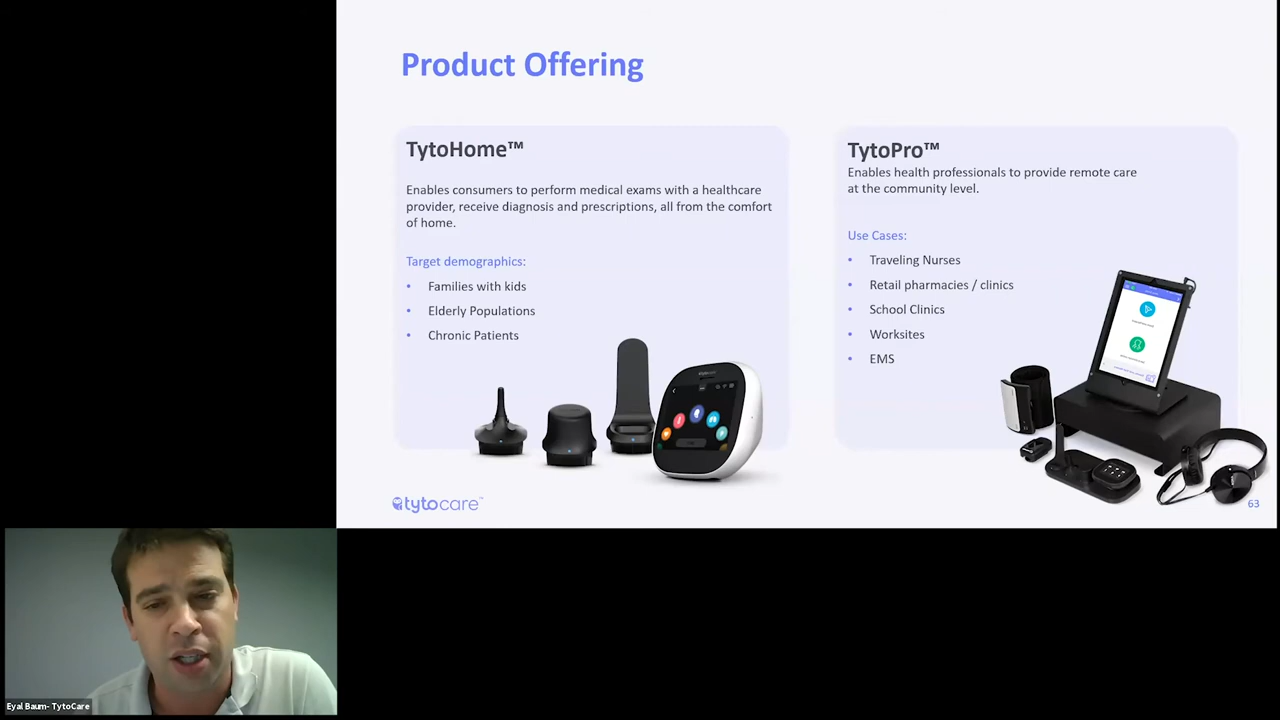 Product Offering
TytoHome™
Enables consumers to perform medical exams with a healthcare
provider, receive diagnosis and prescriptions, all from the comfort
of home.
Target demographics:
• Families with kids
• Elderly Populations
• Chronic Patients
TytoPro™
Enables health professionals to provide remote care
at the community level.
Use Cases:
• Traveling Nurses
• Retail pharmacies / clinics
• School Clinics
• Worksites
• EMS
tytocare™
63
Eyal Baum- TytoCare